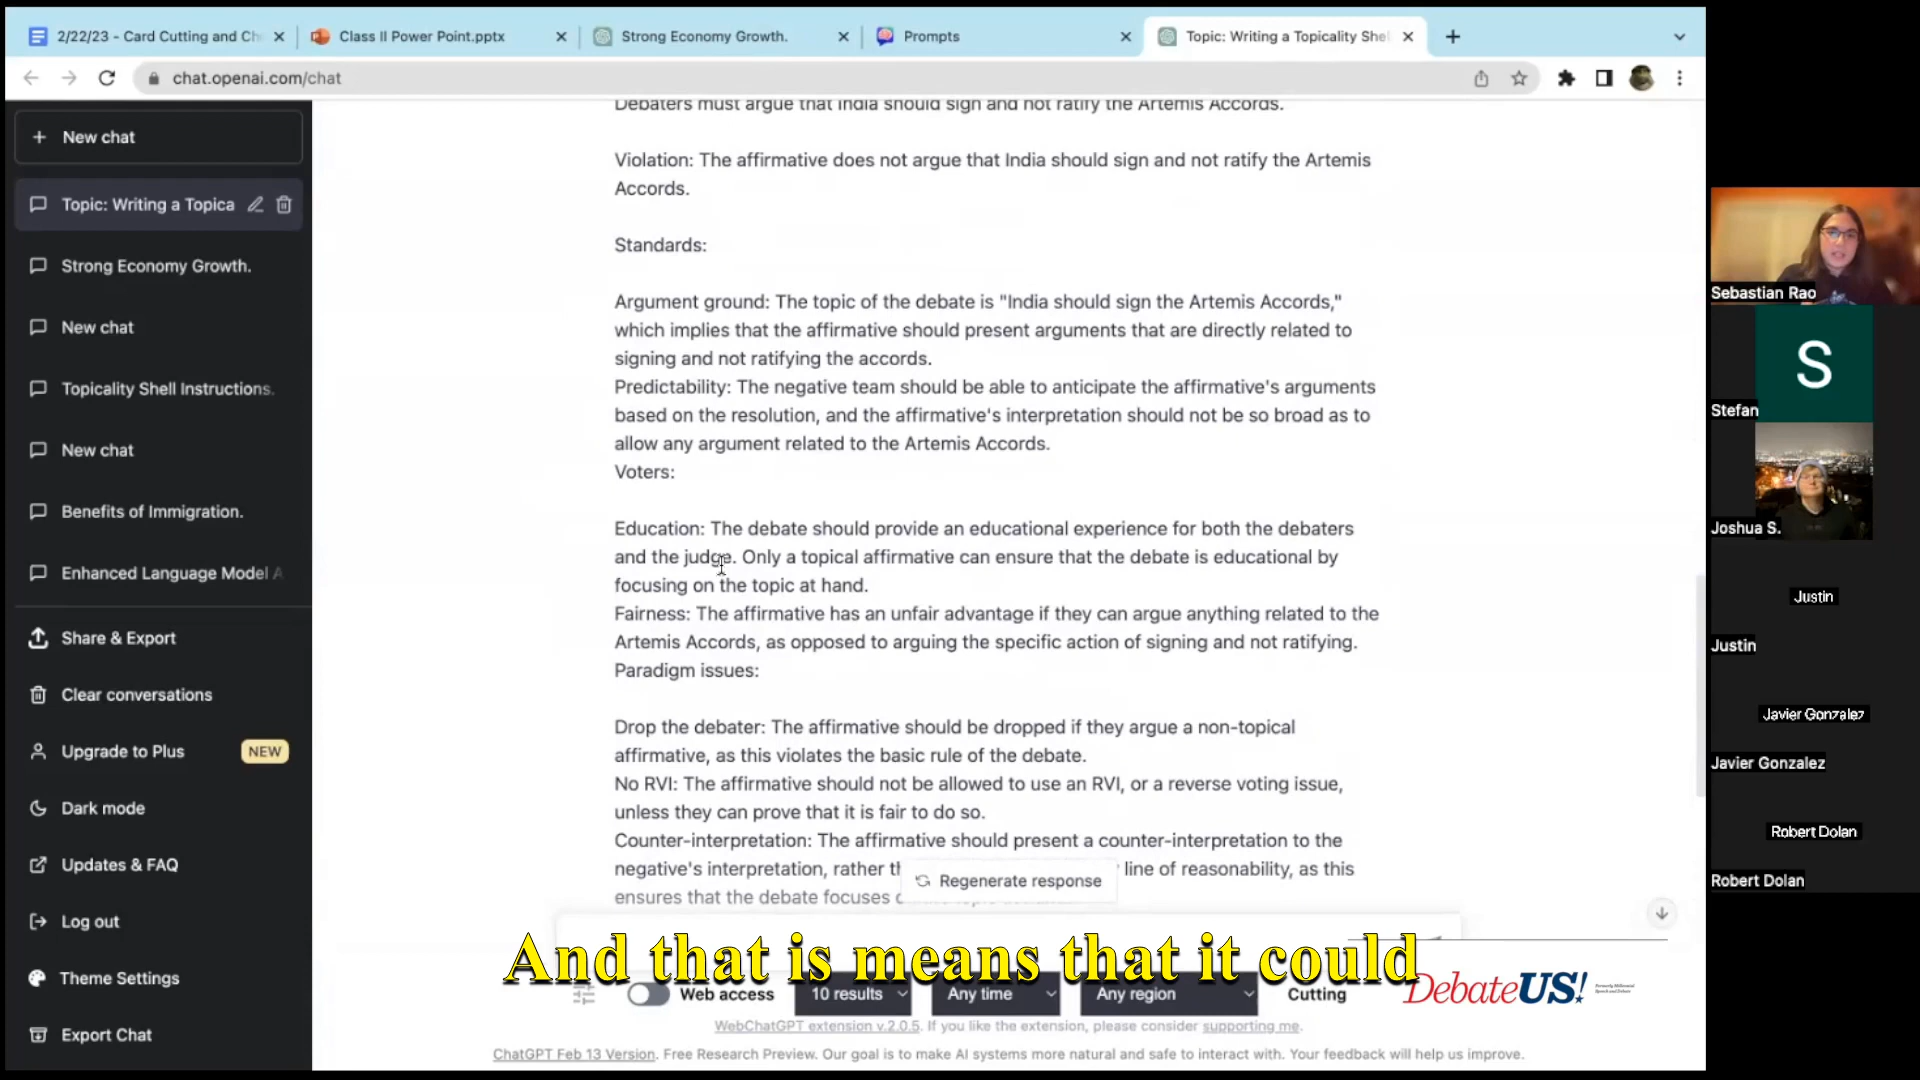 2/22/23 - Card Cutting and Ch
Class II Power Point.pptx
Strong Economy Growth.
Prompts
Topic: Writing a Topicality She
chat.openai.com/chat
New chat
Topic: Writing a Topica
Strong Economy Growth.
New chat
Topicality Shell Instructions.
New chat
Benefits of Immigration.
Enhanced Language Model A
Share & Export
Clear conversations
Upgrade to Plus
NEW
Dark mode
Updates & FAQ
Log out
Theme Settings
Export Chat
Debaters must argue that India should sign and not ratify the Artemis Accords.
Violation: The affirmative does not argue that India should sign and not ratify the Artemis
Accords.
Standards:
Argument ground: The topic of the debate is "India should sign the Artemis Accords,"
which implies that the affirmative should present arguments that are directly related to
signing and not ratifying the accords.
Predictability: The negative team should be able to anticipate the affirmative's arguments
based on the resolution, and the affirmative's interpretation should not be so broad as to
allow any argument related to the Artemis Accords.
Voters:
Education: The debate should provide an educational experience for both the debaters
and the judge. Only a topical affirmative can ensure that the debate is educational by
focusing on the topic at hand.
Fairness: The affirmative has an unfair advantage if they can argue anything related to the
Artemis Accords, as opposed to arguing the specific action of signing and not ratifying.
Paradigm issues:
Drop the debater: The affirmative should be dropped if they argue a non-topical
affirmative, as this violates the basic rule of the debate.
No RVI: The affirmative should not be allowed to use an RVI, or a reverse voting issue,
unless they can prove that it is fair to do so.
Counter-interpretation: The affirmative should present a counter-interpretation to the
negative's interpretation, rather line of reasonability, as this
ensures that the debate focuses
Regenerate response
And that is means that it could
Web access
10 results
Any time
Any region
Cutting
DebateUS!
WebChatGPT extension v.2.0.5. If you like the extension, please consider supporting me.
ChatGPT Feb 13 Version. Free Research Preview. Our goal is to make AI systems more natural and safe to interact with. Your feedback will help us improve.
Sebastian Rao
S
Stefan
Joshua S.
Justin
Justin
Javier Gonzalez
Javier Gonzalez
Robert Dolan
Robert Dolan